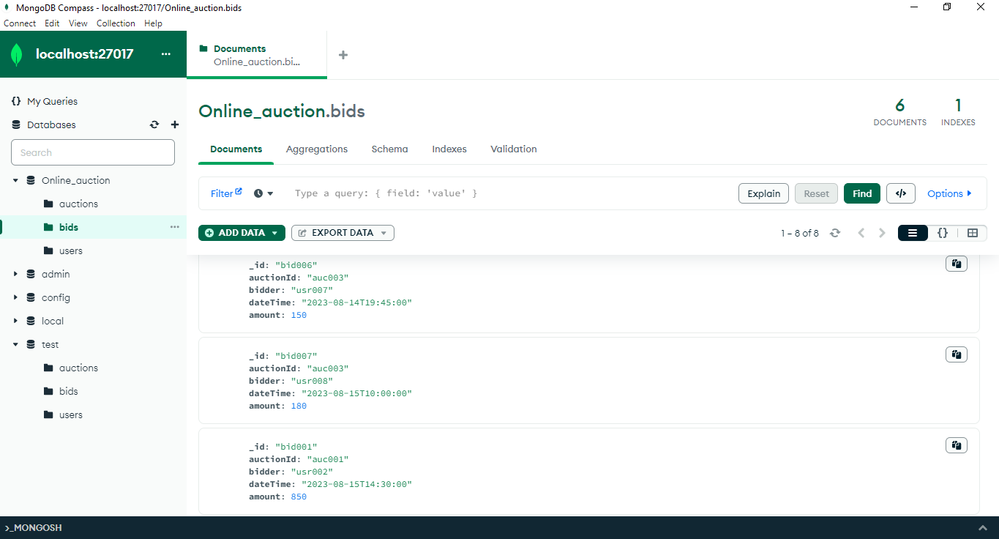 MongoDB Compass - localhost:27017/Online_auction.bids
Connect Edit View Collection Help
localhost:27017 ...
Documents
Online_auction.bi...
{} My Queries
Databases
Search
Online_auction
auctions
bids ...
users
admin
config
local
test
auctions
bids
users
Online_auction.bids
6
DOCUMENTS
1
INDEXES
Documents Aggregations Schema Indexes Validation
Filter Type a query: { field: 'value' } Explain Reset Find </> Options
ADD DATA EXPORT DATA 1 – 8 of 8 {}
_id: "bid006"
auctionId: "auc003"
bidder: "usr007"
dateTime: "2023-08-14T19:45:00"
amount: 150
_id: "bid007"
auctionId: "auc003"
bidder: "usr008"
dateTime: "2023-08-15T10:00:00"
amount: 180
_id: "bid001"
auctionId: "auc001"
bidder: "usr002"
dateTime: "2023-08-15T14:30:00"
amount: 850
>_MONGOSH